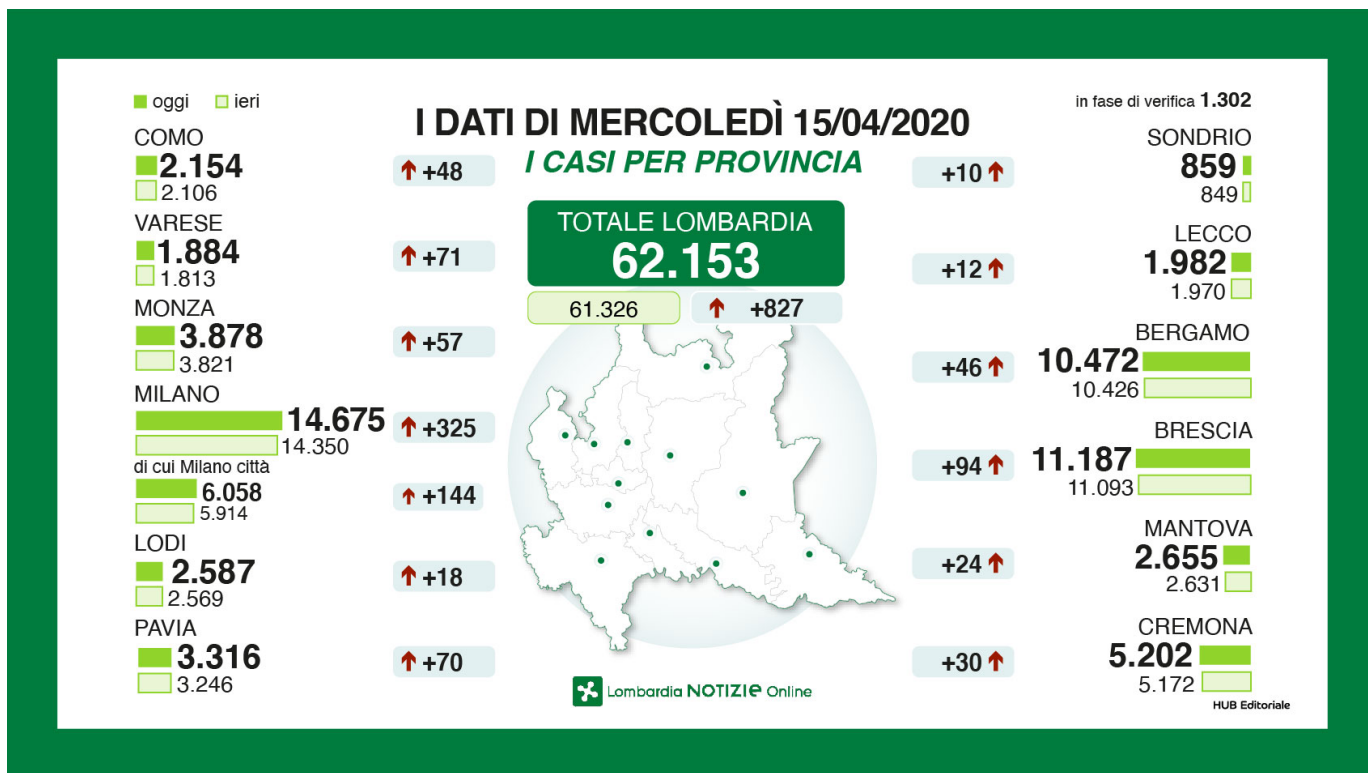 oggi ieri
I DATI DI MERCOLEDÌ 15/04/2020
I CASI PER PROVINCIA
TOTALE LOMBARDIA
62.153
61.326
+827
COMO
2.154
2.106
+48
VARESE
1.884
1.813
+71
MONZA
3.878
3.821
+57
MILANO
14.675
14.350
+325
di cui Milano città
6.058
5.914
+144
LODI
2.587
2.569
+18
PAVIA
3.316
3.246
+70
in fase di verifica 1.302
SONDRIO
859
849
+10
LECCO
1.982
1.970
+12
BERGAMO
10.472
10.426
+46
BRESCIA
11.187
11.093
+94
MANTOVA
2.655
2.631
+24
CREMONA
5.202
5.172
+30
Lombardia NOTIZIe Online
HUB Editoriale